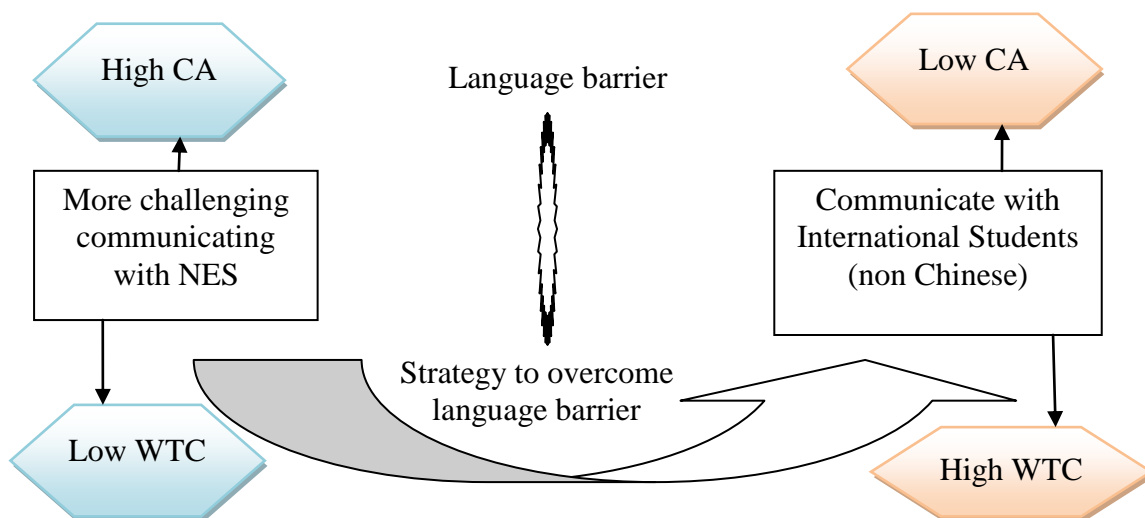 High CA
Language barrier
Low CA
More challenging
communicating
with NES
Communicate with
International Students
(non Chinese)
Strategy to overcome
language barrier
Low WTC
High WTC